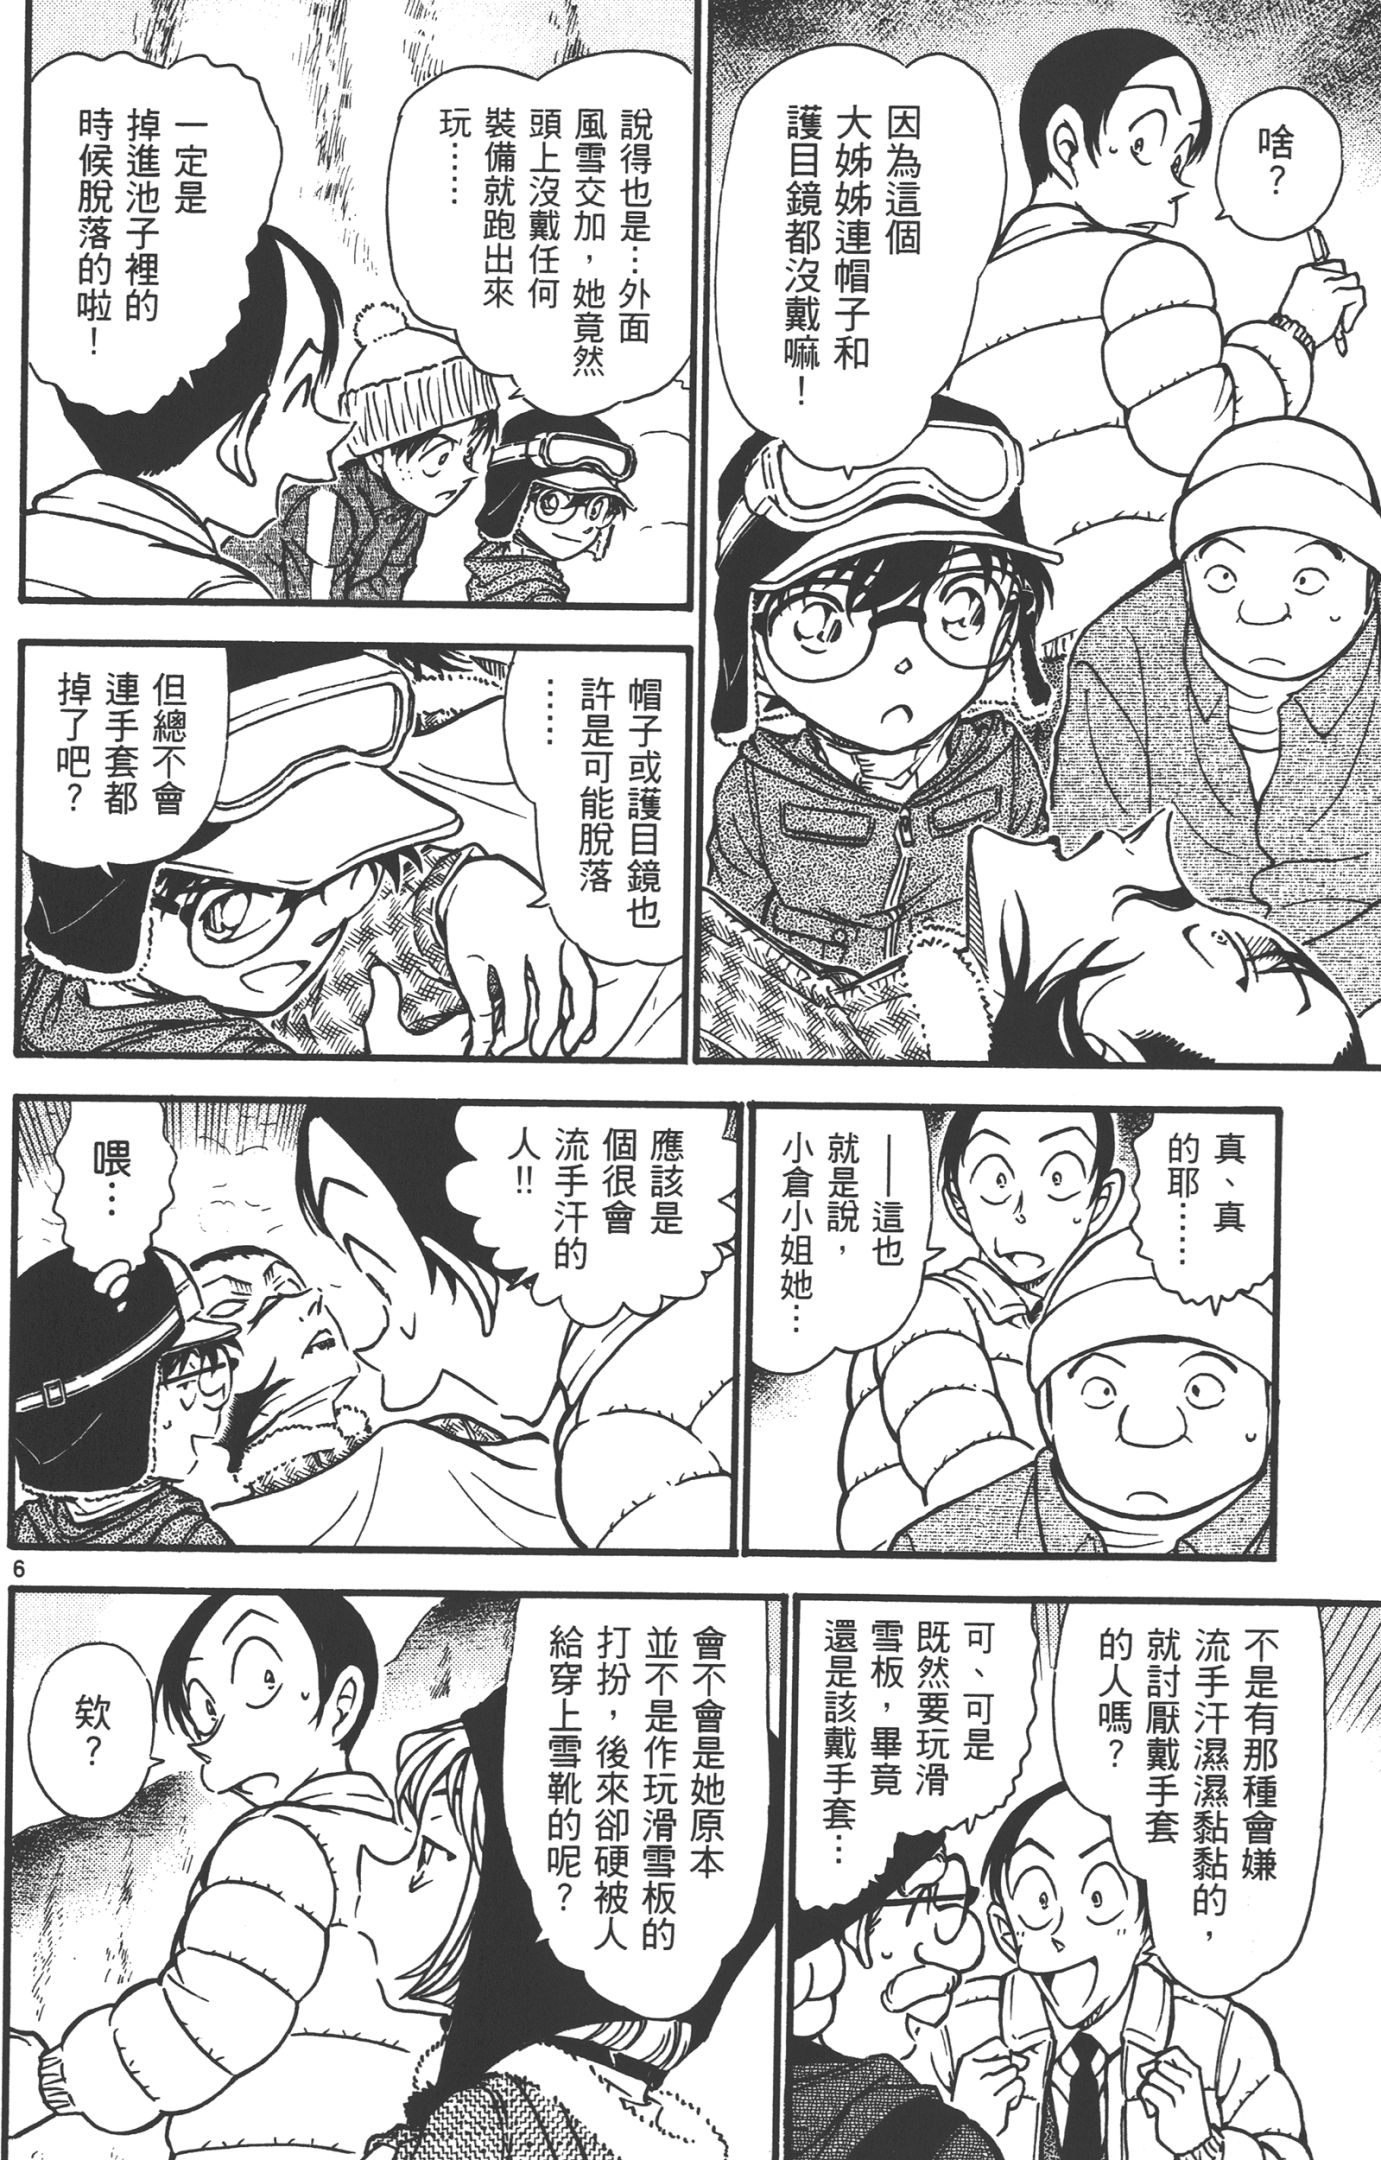 啥？
因為這個
大姊姊連帽子和
護目鏡都沒戴嘛！
說得也是…外面
風雪交加，她竟然
頭上沒戴任何
裝備就跑出來
玩……
一定是
掉進池子裡的
時候脫落的啦！
帽子或護目鏡也
許是可能脫落
……
但總不會
連手套都
掉了吧？
真、真
的耶……
——這也
就是說，
小倉小姐她…
應該是
個很會
流手汗的
人!!
喂…
不是有那種會嫌
流手汗濕濕黏黏的，
就討厭戴手套
的人嗎？
可、可是
既然要玩滑
雪板，畢竟
還是該戴手套…
會不會是她原本
並不是作玩滑雪板的
打扮，後來卻硬被人
給穿上雪靴的呢？
欸？
6